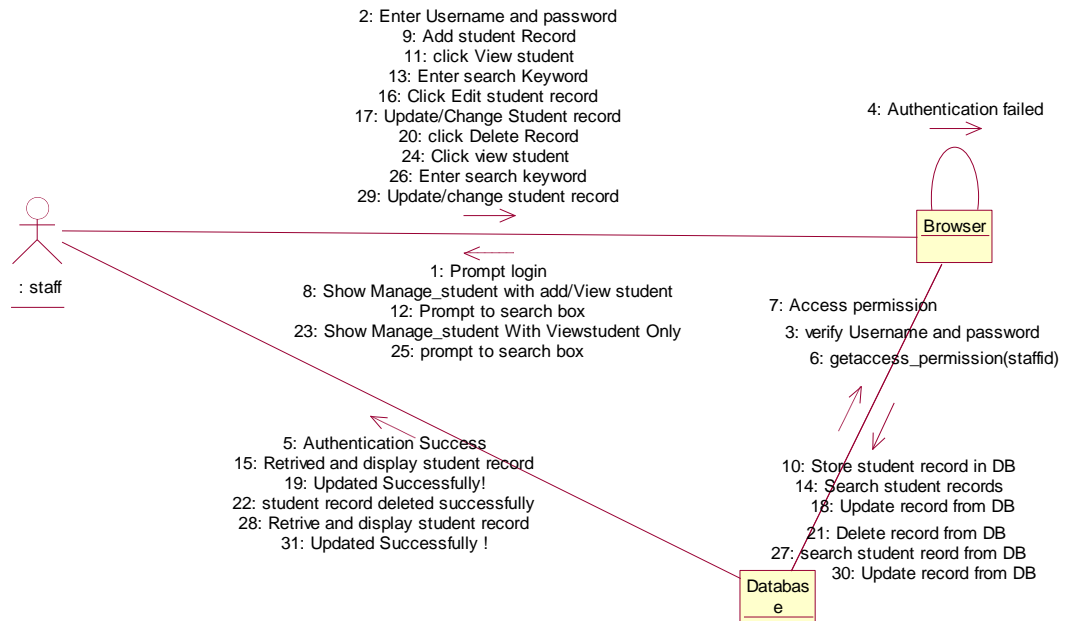 2: Enter Username and password
9: Add student Record
11: click View student
13: Enter search Keyword
16: Click Edit student record
17: Update/Change Student record
20: click Delete Record
24: Click view student
26: Enter search keyword
29: Update/change student record
4: Authentication failed
Browser
: staff
1: Prompt login
8: Show Manage_student with add/View student
12: Prompt to search box
23: Show Manage_student With Viewstudent Only
25: prompt to search box
7: Access permission
3: verify Username and password
6: getaccess_permission(staffid)
5: Authentication Success
15: Retrived and display student record
19: Updated Successfully!
22: student record deleted successfully
28: Retrive and display student record
31: Updated Successfully !
10: Store student record in DB
14: Search student records
18: Update record from DB
21: Delete record from DB
27: search student reord from DB
30: Update record from DB
Databas
e